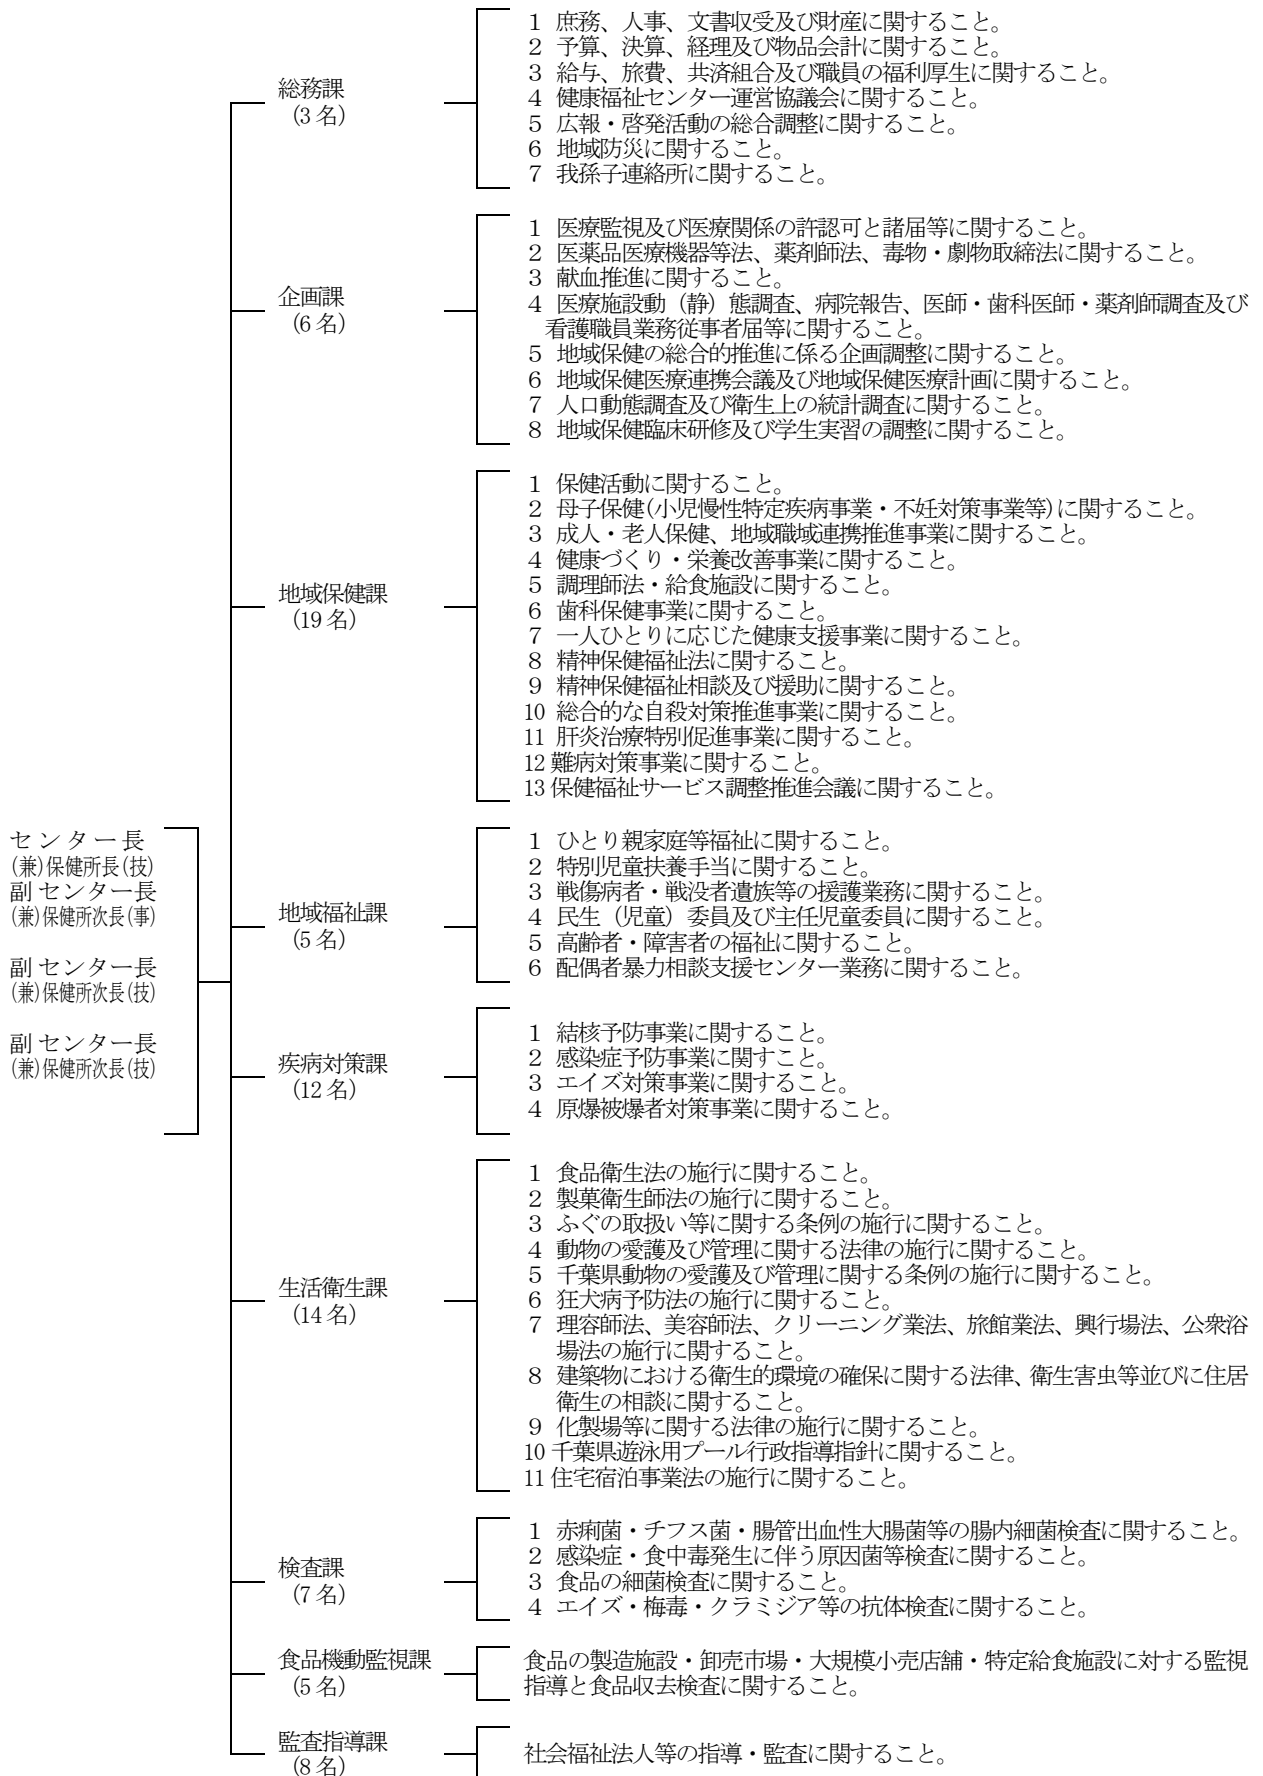 センター長
(兼)保健所長(技)
副センター長
(兼)保健所次長(事)
副センター長
(兼)保健所次長(技)
副センター長
(兼)保健所次長(技)
総務課
(3名)
1 庶務、人事、文書収受及び財産に関すること。
2 予算、決算、経理及び物品会計に関すること。
3 給与、旅費、共済組合及び職員の福利厚生に関すること。
4 健康福祉センター運営協議会に関すること。
5 広報・啓発活動の総合調整に関すること。
6 地域防災に関すること。
7 我孫子連絡所に関すること。
企画課
(6名)
1 医療監視及び医療関係の許認可と諸届等に関すること。
2 医薬品医療機器等法、薬剤師法、毒物・劇物取締法に関すること。
3 献血推進に関すること。
4 医療施設動（静）態調査、病院報告、医師・歯科医師・薬剤師調査及び
看護職員業務従事者届等に関すること。
5 地域保健の総合的推進に係る企画調整に関すること。
6 地域保健医療連携会議及び地域保健医療計画に関すること。
7 人口動態調査及び衛生上の統計調査に関すること。
8 地域保健臨床研修及び学生実習の調整に関すること。
地域保健課
(19名)
1 保健活動に関すること。
2 母子保健(小児慢性特定疾病事業・不妊対策事業等)に関すること。
3 成人・老人保健、地域職域連携推進事業に関すること。
4 健康づくり・栄養改善事業に関すること。
5 調理師法・給食施設に関すること。
6 歯科保健事業に関すること。
7 一人ひとりに応じた健康支援事業に関すること。
8 精神保健福祉法に関すること。
9 精神保健福祉相談及び援助に関すること。
10 総合的な自殺対策推進事業に関すること。
11 肝炎治療特別促進事業に関すること。
12 難病対策事業に関すること。
13 保健福祉サービス調整推進会議に関すること。
地域福祉課
(5名)
1 ひとり親家庭等福祉に関すること。
2 特別児童扶養手当に関すること。
3 戦傷病者・戦没者遺族等の援護業務に関すること。
4 民生（児童）委員及び主任児童委員に関すること。
5 高齢者・障害者の福祉に関すること。
6 配偶者暴力相談支援センター業務に関すること。
疾病対策課
(12名)
1 結核予防事業に関すること。
2 感染症予防事業に関すこと。
3 エイズ対策事業に関すること。
4 原爆被爆者対策事業に関すること。
生活衛生課
(14名)
1 食品衛生法の施行に関すること。
2 製菓衛生師法の施行に関すること。
3 ふぐの取扱い等に関する条例の施行に関すること。
4 動物の愛護及び管理に関する法律の施行に関すること。
5 千葉県動物の愛護及び管理に関する条例の施行に関すること。
6 狂犬病予防法の施行に関すること。
7 理容師法、美容師法、クリーニング業法、旅館業法、興行場法、公衆浴
場法の施行に関すること。
8 建築物における衛生的環境の確保に関する法律、衛生害虫等並びに住居
衛生の相談に関すること。
9 化製場等に関する法律の施行に関すること。
10 千葉県遊泳用プール行政指導指針に関すること。
11 住宅宿泊事業法の施行に関すること。
検査課
(7名)
1 赤痢菌・チフス菌・腸管出血性大腸菌等の腸内細菌検査に関すること。
2 感染症・食中毒発生に伴う原因菌等検査に関すること。
3 食品の細菌検査に関すること。
4 エイズ・梅毒・クラミジア等の抗体検査に関すること。
食品機動監視課
(5名)
食品の製造施設・卸売市場・大規模小売店舗・特定給食施設に対する監視
指導と食品収去検査に関すること。
監査指導課
(8名)
社会福祉法人等の指導・監査に関すること。